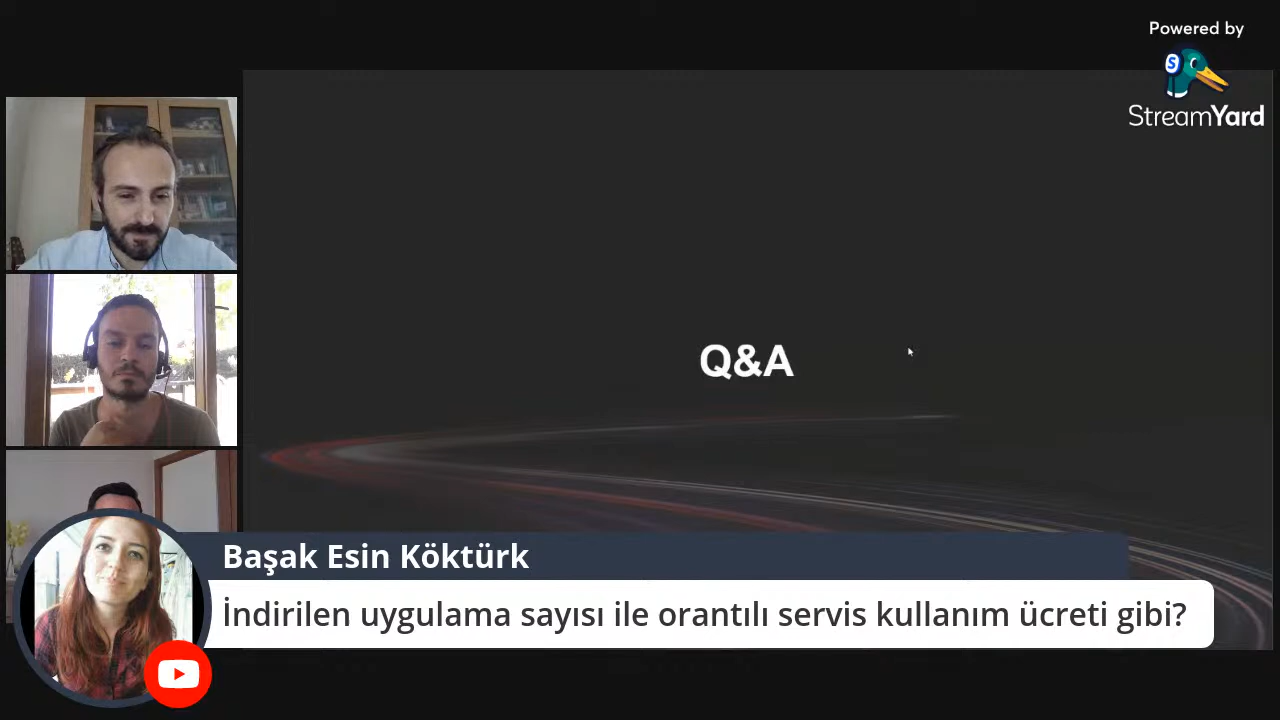 Powered by
StreamYard
Q&A
Başak Esin Köktürk
İndirilen uygulama sayısı ile orantılı servis kullanım ücreti gibi?